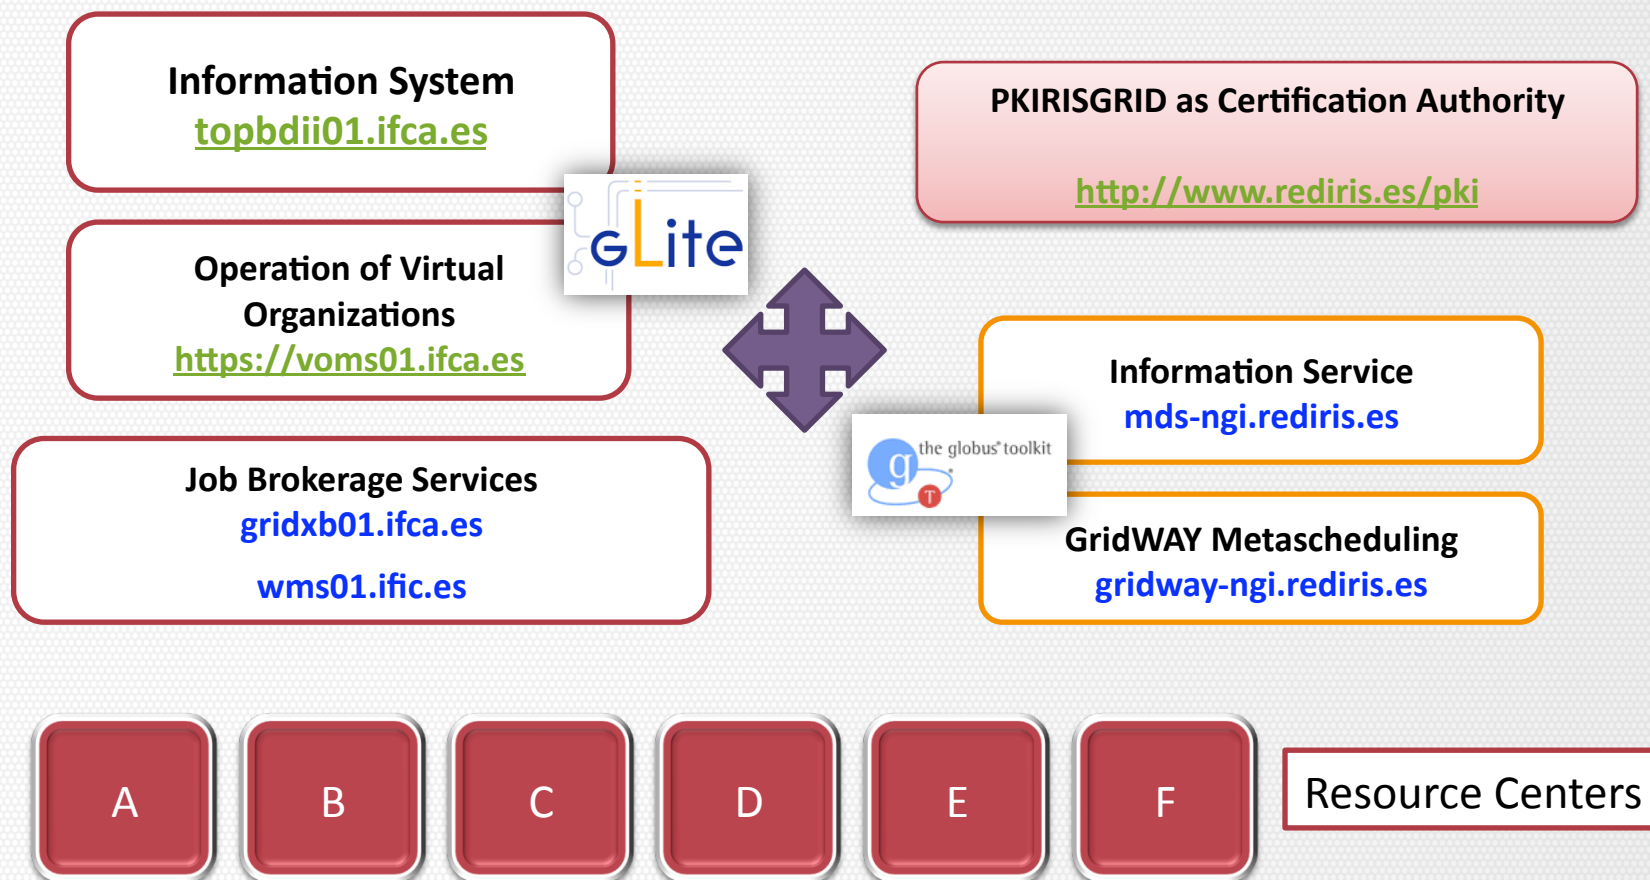 Information System
topbdii01.ifca.es
gLite
Operation of Virtual
Organizations
https://voms01.ifca.es
Job Brokerage Services
gridxb01.ifca.es
wms01.ific.es
PKIRISGRID as Certification Authority
http://www.rediris.es/pki
Information Service
mds-ngi.rediris.es
the globus® toolkit
g
T
GridWAY Metascheduling
gridway-ngi.rediris.es
A
B
C
D
E
F
Resource Centers